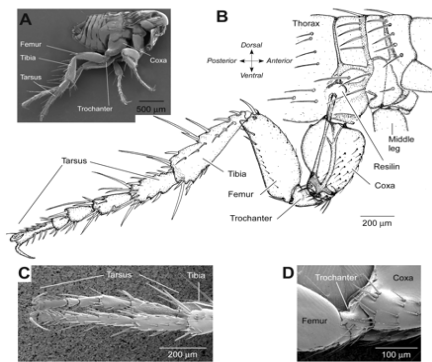 A
Femur
Tibia
Tarsus
Coxa
Trochanter
500 µm
B
Dorsal
Posterior
Anterior
Ventral
Thorax
Middle
leg
Resilin
Coxa
Tarsus
Tibia
Femur
Trochanter
200 µm
C
Tarsus
Tibia
200 µm
D
Trochanter
Coxa
Femur
100 µm